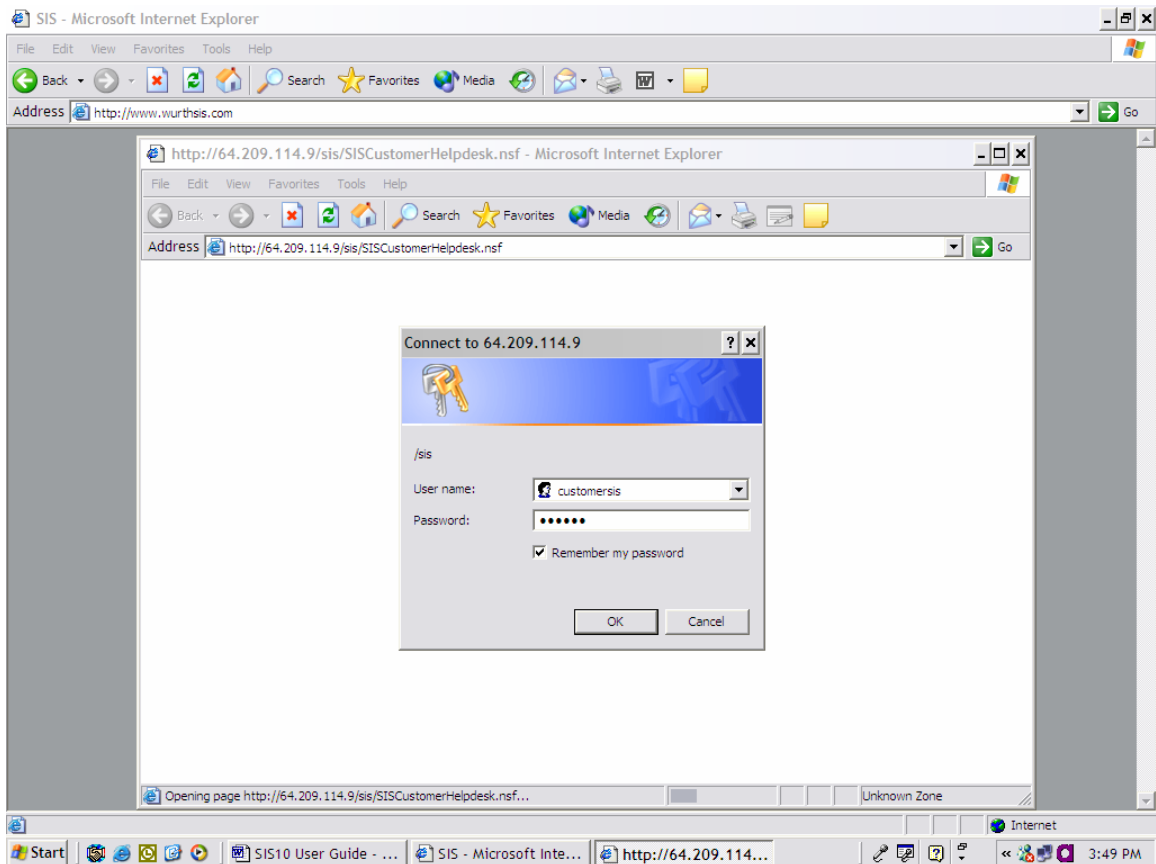 SIS - Microsoft Internet Explorer
File Edit View Favorites Tools Help
Back Search Favorites Media
Address http://www.wurthsis.com Go
http://64.209.114.9/sis/SISCustomerHelpdesk.nsf - Microsoft Internet Explorer
File Edit View Favorites Tools Help
Back Search Favorites Media
Address http://64.209.114.9/sis/SISCustomerHelpdesk.nsf Go
Connect to 64.209.114.9
/sis
User name: customersis
Password: ••••••
Remember my password
OK Cancel
Opening page http://64.209.114.9/sis/SISCustomerHelpdesk.nsf... Unknown Zone
Internet
Start SIS10 User Guide - ... SIS - Microsoft Inte... http://64.209.114... 3:49 PM